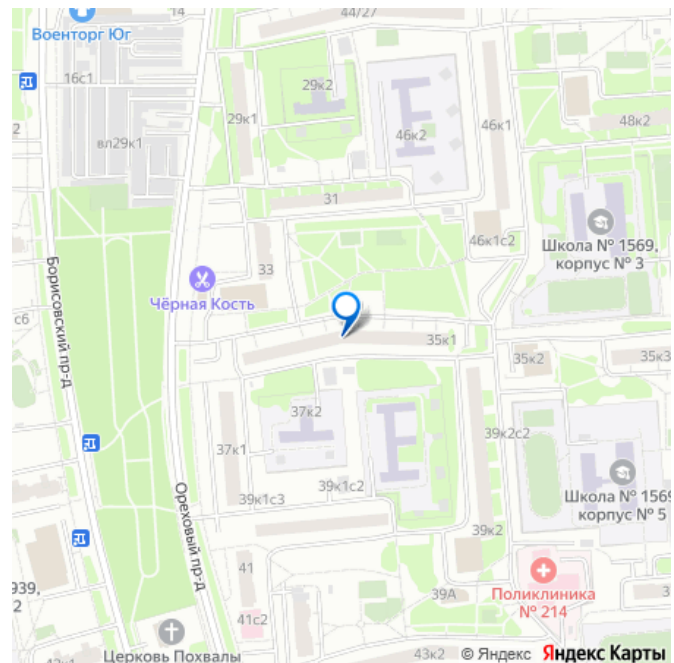 44/27
14
Военторг Юг
16с1
29к2
вл29к1
29к1
46к2
46к1
48к2
2
31
46к1с2
Школа № 1569,
корпус № 3
33
Чёрная Кость
Борисовский пр-д
с6
35к1
35к2
35к3
37к2
37к1
39к2с2
39к1с3
39к1с2
Школа № 1569
корпус № 5
Ореховый пр-д
39к2
41
39А
Поликлиника
№ 214
939,
2
3
41с2
43к2
Церковь Похвалы
© Яндекс Яндекс Карты